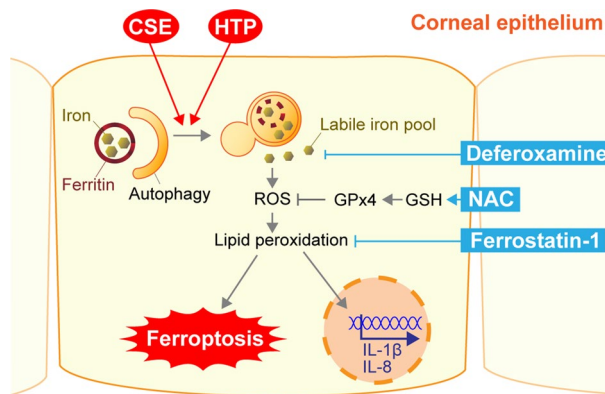 CSE
HTP
Corneal epithelium
Iron
Ferritin
Autophagy
Labile iron pool
Deferoxamine
ROS
GPx4
GSH
NAC
Lipid peroxidation
Ferrostatin-1
Ferroptosis
IL-1β
IL-8